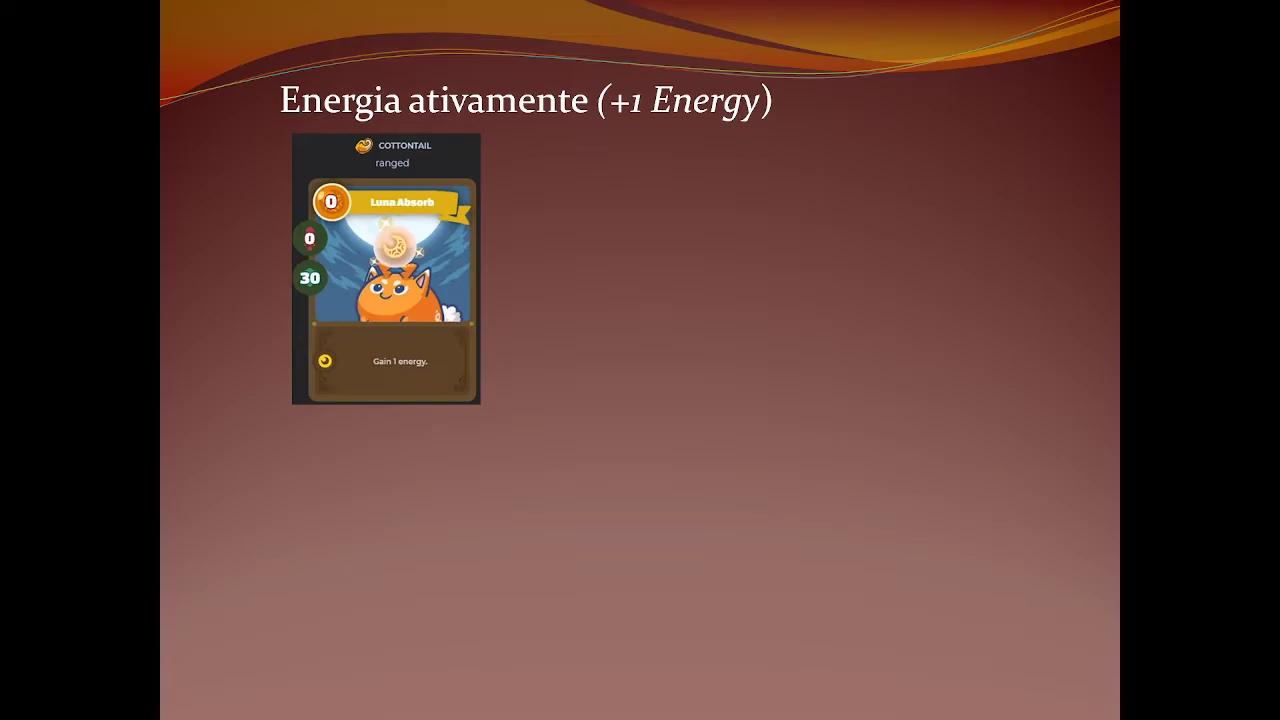 Energia ativamente (+1 Energy)
COTTONTAIL
ranged
0 Luna Absorb
0
30
Gain 1 energy.